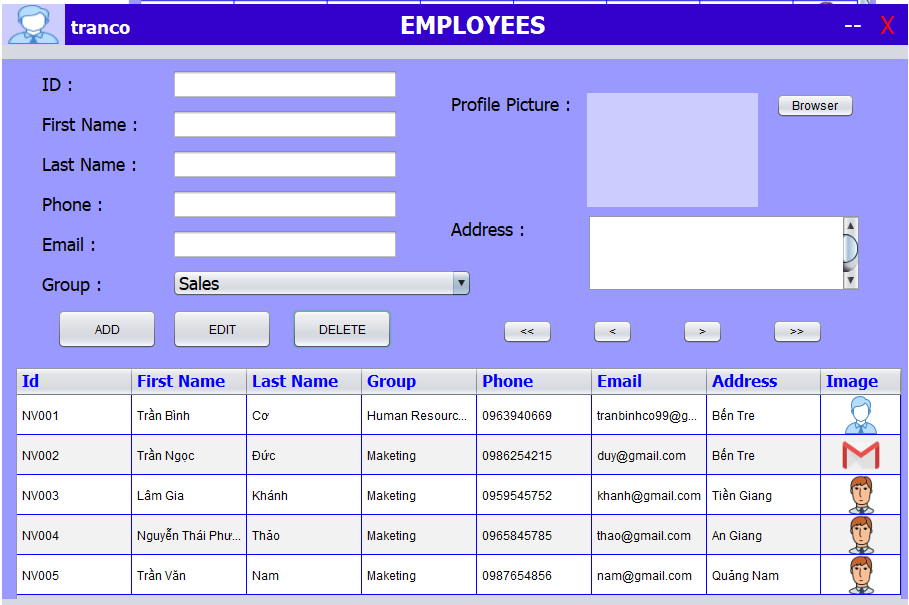 tranco EMPLOYEES -- X
ID :
First Name :
Last Name :
Phone :
Email :
Group : Sales
Profile Picture : Browser
Address :
ADD EDIT DELETE << < > >>
Id First Name Last Name Group Phone Email Address Image
NV001 Trần Bình Cơ Human Resourc... 0963940669 tranbinhco99@g... Bến Tre
NV002 Trần Ngọc Đức Maketing 0986254215 duy@gmail.com Bến Tre
NV003 Lâm Gia Khánh Maketing 0959545752 khanh@gmail.com Tiền Giang
NV004 Nguyễn Thái Phư... Thảo Maketing 0965845785 thao@gmail.com An Giang
NV005 Trần Văn Nam Maketing 0987654856 nam@gmail.com Quảng Nam